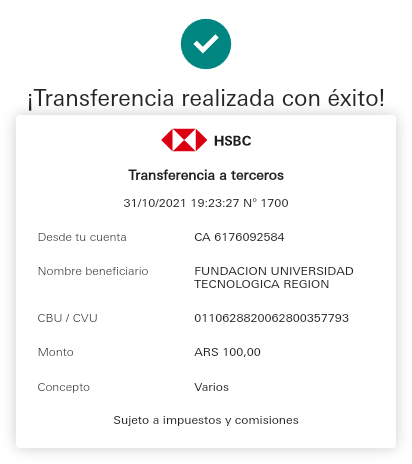 ¡Transferencia realizada con éxito!
HSBC
Transferencia a terceros
31/10/2021 19:23:27 N° 1700
Desde tu cuenta CA 6176092584
Nombre beneficiario FUNDACION UNIVERSIDAD
TECNOLOGICA REGION
CBU / CVU 0110628820062800357793
Monto ARS 100,00
Concepto Varios
Sujeto a impuestos y comisiones